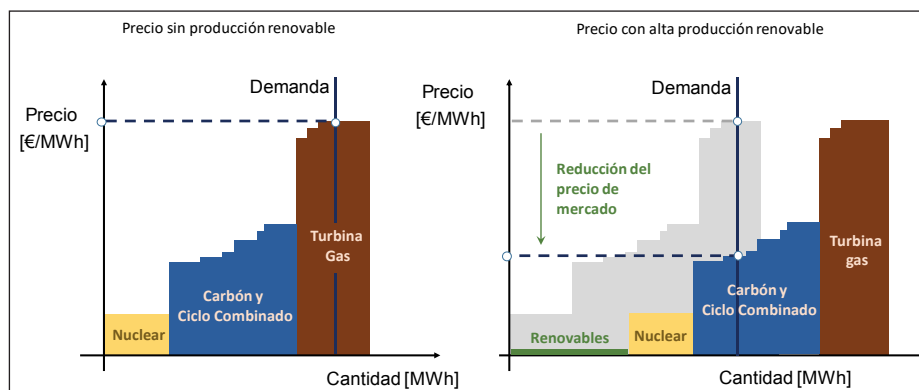 Precio sin producción renovable
Demanda
Precio
[€/MWh]
Turbina
Gas
Carbón y
Ciclo Combinado
Nuclear
Cantidad [MWh]
Precio con alta producción renovable
Demanda
Precio
[€/MWh]
Reducción del
precio de
mercado
Turbina
gas
Carbón y
Ciclo Combinado
Renovables
Nuclear
Cantidad [MWh]